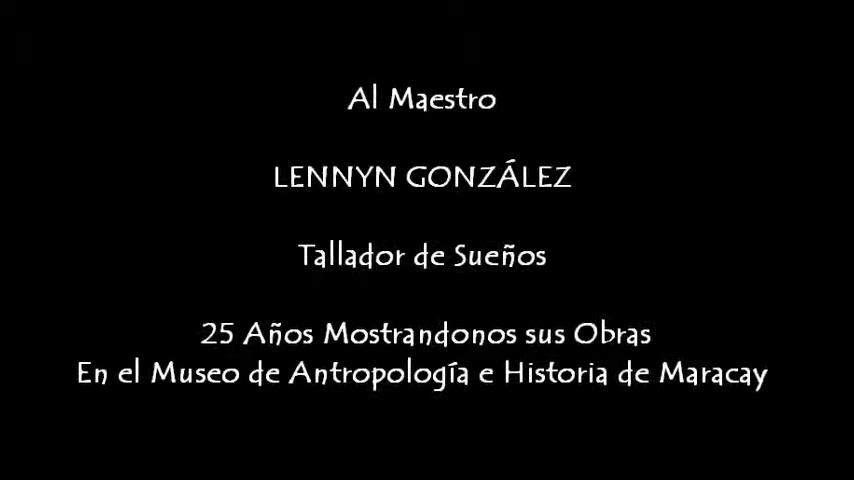 Al Maestro
LENNYN GONZÁLEZ
Tallador de Sueños
25 Años Mostrandonos sus Obras
En el Museo de Antropología e Historia de Maracay